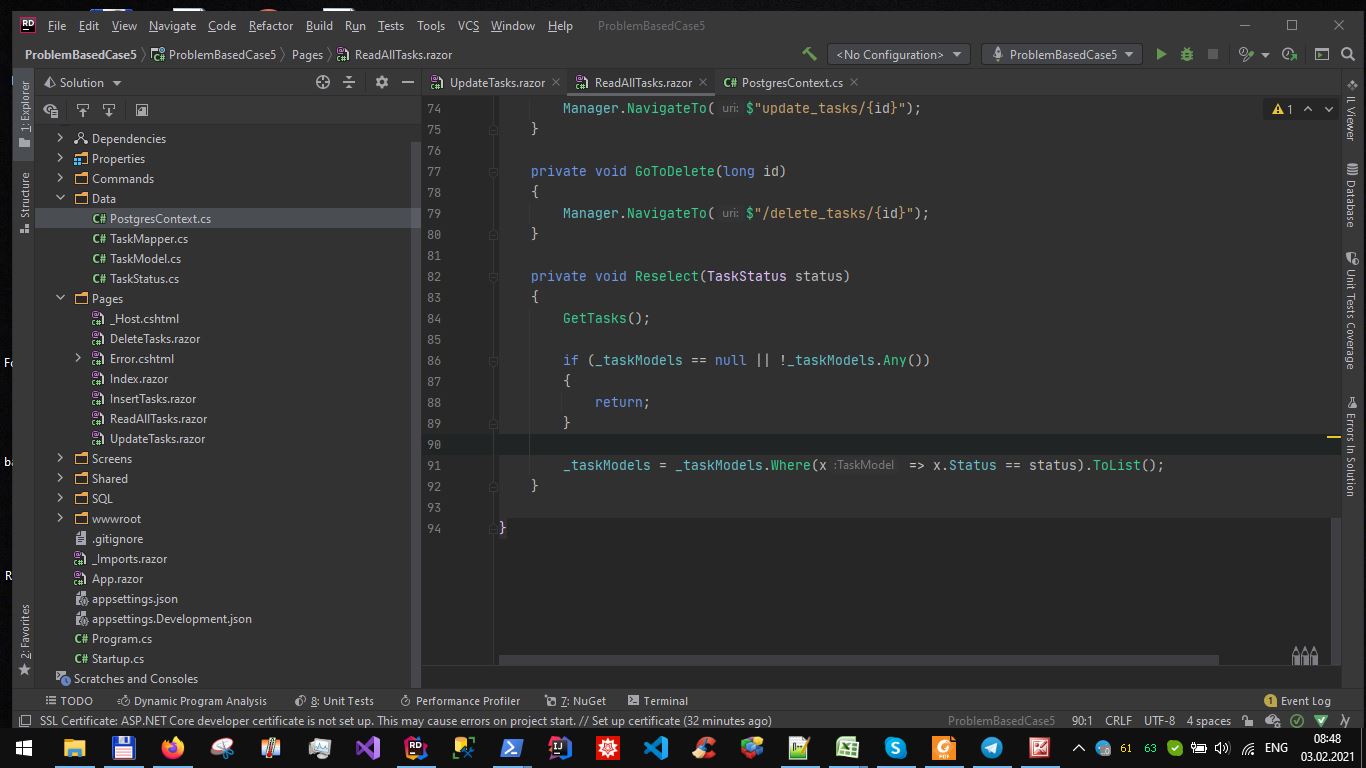 File Edit View Navigate Code Refactor Build Run Tests Tools VCS Window Help ProblemBasedCase5
ProblemBasedCase5 ProblemBasedCase5 Pages ReadAllTasks.razor <No Configuration> ProblemBasedCase5
Solution
UpdateTasks.razor ReadAllTasks.razor C# PostgresContext.cs
1: Explorer
Structure
2: Favorites
Dependencies
Properties
Commands
Data
C# PostgresContext.cs
C# TaskMapper.cs
C# TaskModel.cs
C# TaskStatus.cs
Pages
_Host.cshtml
DeleteTasks.razor
Error.cshtml
Index.razor
InsertTasks.razor
ReadAllTasks.razor
UpdateTasks.razor
Screens
Shared
SQL
wwwroot
.gitignore
_Imports.razor
App.razor
appsettings.json
appsettings.Development.json
C# Program.cs
C# Startup.cs
Scratches and Consoles
74 Manager.NavigateTo( uri: $"update_tasks/{id}");
75 }
76
77 private void GoToDelete(long id)
78 {
79 Manager.NavigateTo( uri: $"/delete_tasks/{id}");
80 }
81
82 private void Reselect(TaskStatus status)
83 {
84 GetTasks();
85
86 if (_taskModels == null || !_taskModels.Any())
87 {
88 return;
89 }
90
91 _taskModels = _taskModels.Where(x :TaskModel => x.Status == status).ToList();
92 }
93
94 }
1
IL Viewer
Database
Unit Tests Coverage
Errors In Solution
TODO Dynamic Program Analysis 8: Unit Tests Performance Profiler 7: NuGet Terminal 1 Event Log
SSL Certificate: ASP.NET Core developer certificate is not set up. This may cause errors on project start. // Set up certificate (32 minutes ago) ProblemBasedCase5 90:1 CRLF UTF-8 4 spaces
61 63 ENG 08:48
03.02.2021